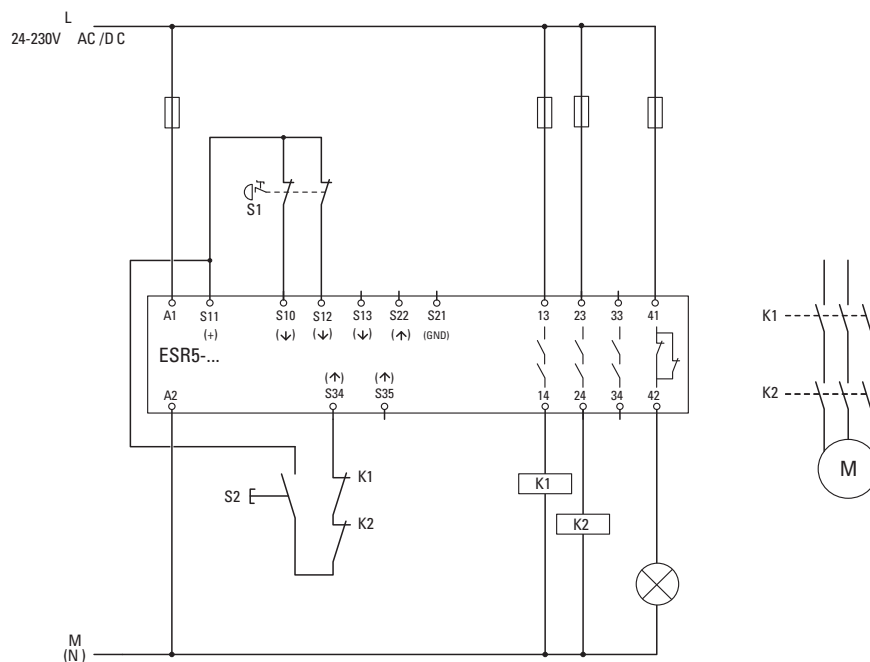 L
24-230V AC /D C
S1
A1 S11 S10 S12 S13 S22 S21 13 23 33 41
(+) (↓) (↓) (↓) (↑) (GND)
ESR5-...
(↑) (↑)
A2 S34 S35 14 24 34 42
K1
K2
M
S2
K1
K2
K1
K2
M
(N)